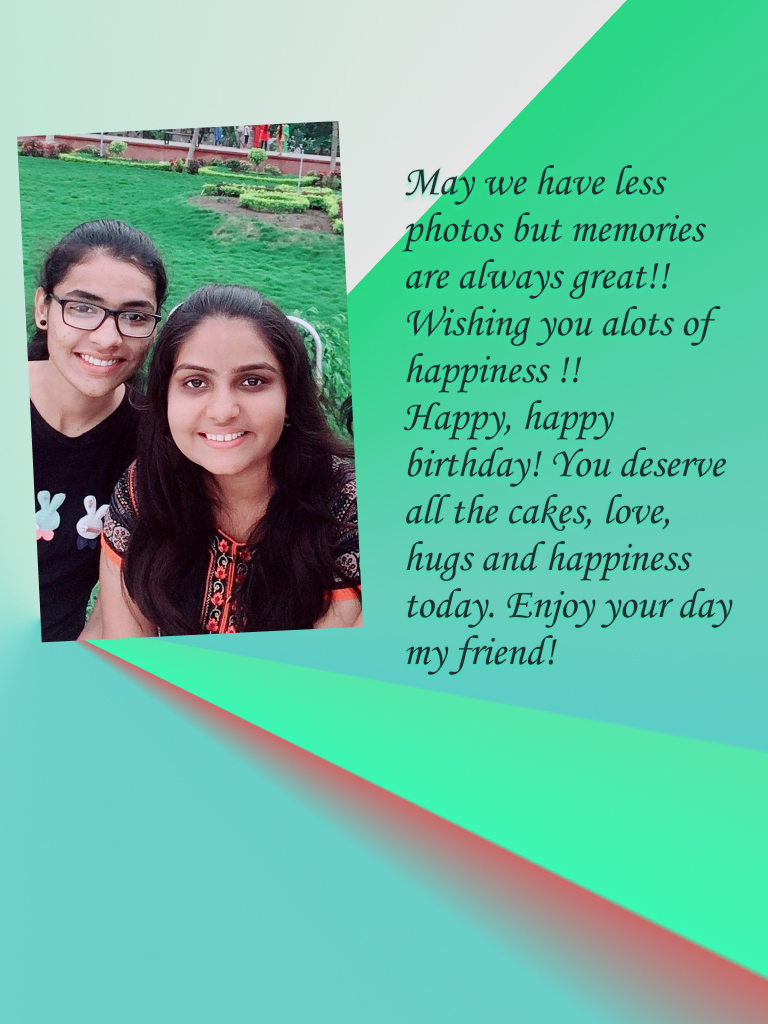 May we have less
photos but memories
are always great!!
Wishing you alots of
happiness !!
Happy, happy
birthday! You deserve
all the cakes, love,
hugs and happiness
today. Enjoy your day
my friend!